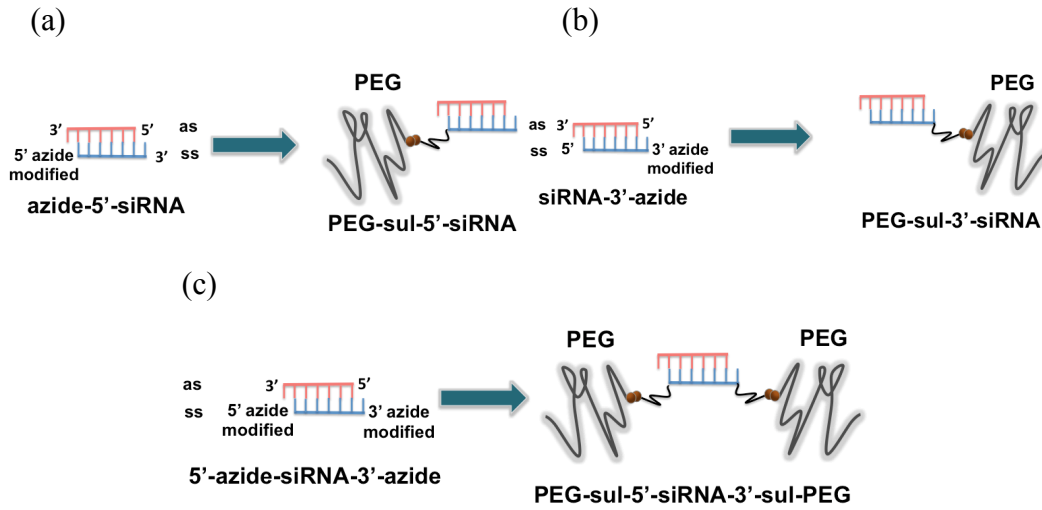 (a)
PEG
3’ 5’ as
5’ azide
modified
3’ ss
azide-5’-siRNA
PEG-sul-5’-siRNA
(b)
PEG
as 3’ 5’
ss 5’ 3’ azide
modified
siRNA-3’-azide
PEG-sul-3’-siRNA
(c)
PEG PEG
as 3’ 5’
ss 5’ azide
modified
3’ azide
modified
5’-azide-siRNA-3’-azide
PEG-sul-5’-siRNA-3’-sul-PEG